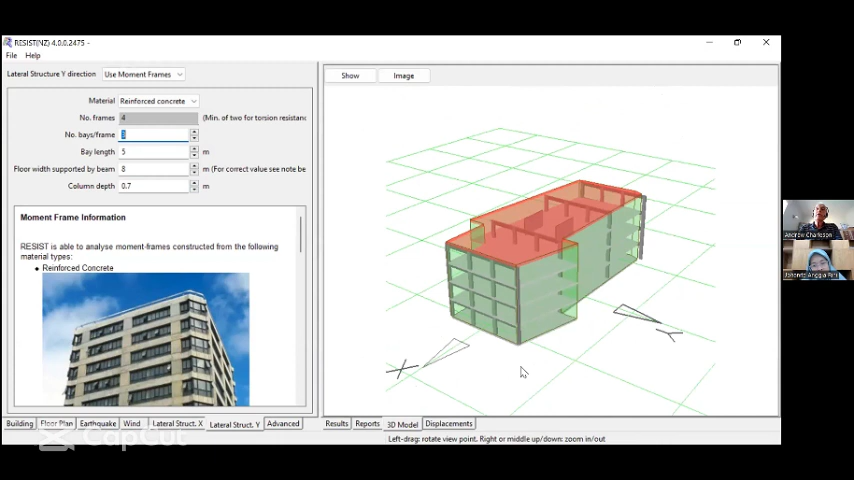 RESIST(NZ) 4.0.0.2475 -
File Help
Lateral Structure Y direction Use Moment Frames
Show Image
Material Reinforced concrete
No. frames 4 (Min. of two for torsion resistanc
No. bays/frame 3
Bay length 5 m
Floor width supported by beam 8 m (For correct value see note be
Column depth 0.7 m
Moment Frame Information
RESIST is able to analyse moment-frames constructed from the following
material types:
• Reinforced Concrete
X
Y
Andrew Charleson
Building Floor Plan Earthquake Wind Lateral Struct. X Lateral Struct. Y Advanced
Results Reports 3D Model Displacements
CapCut
Left-drag: rotate view point. Right or middle up/down: zoom in/out